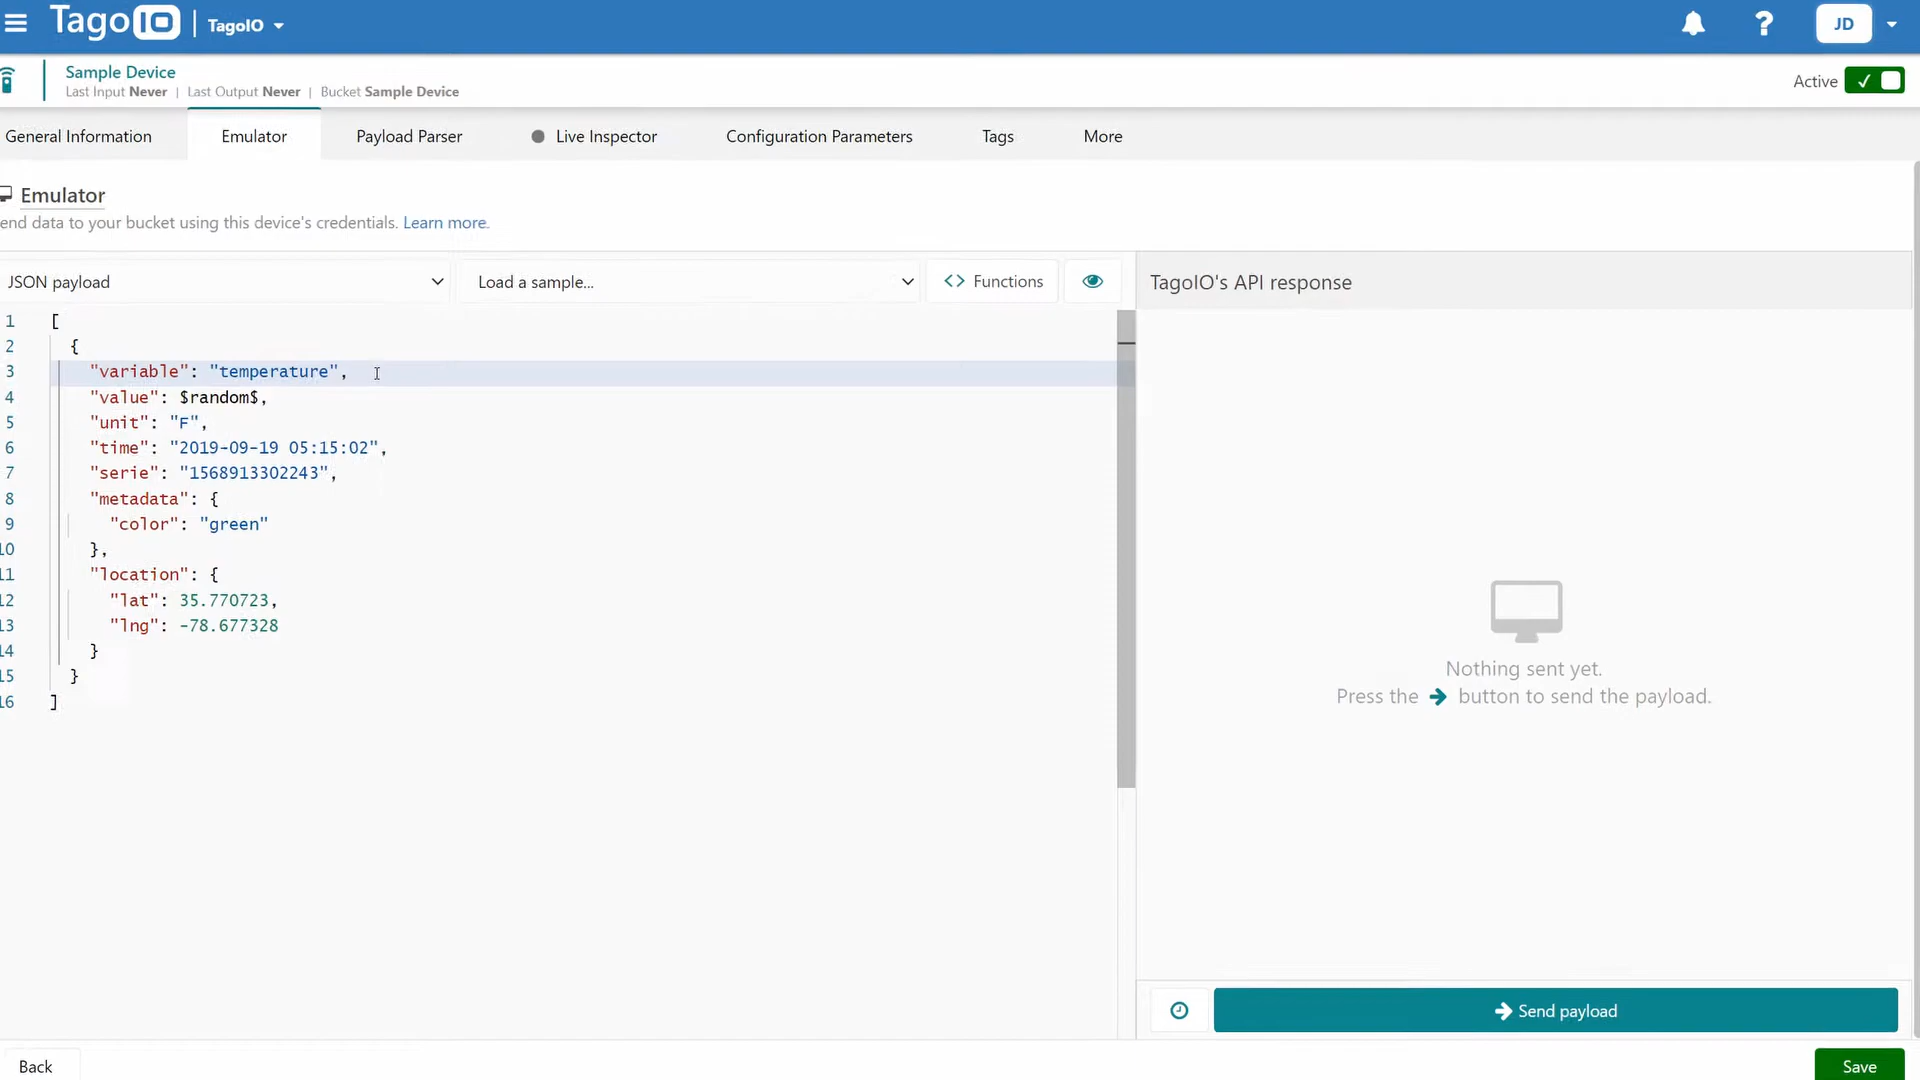 TagoIO TagoIO JD
Sample Device
Last Input Never | Last Output Never | Bucket Sample Device
Active
General Information Emulator Payload Parser Live Inspector Configuration Parameters Tags More
Emulator
end data to your bucket using this device's credentials. Learn more.
JSON payload Load a sample... <> Functions TagoIO's API response
1 [
2 {
3 "variable": "temperature",
4 "value": $random$,
5 "unit": "F",
6 "time": "2019-09-19 05:15:02",
7 "serie": "1568913302243",
8 "metadata": {
9 "color": "green"
10 },
11 "location": {
12 "lat": 35.770723,
13 "lng": -78.677328
14 }
15 }
16 ]
Nothing sent yet.
Press the → button to send the payload.
Send payload
Back Save